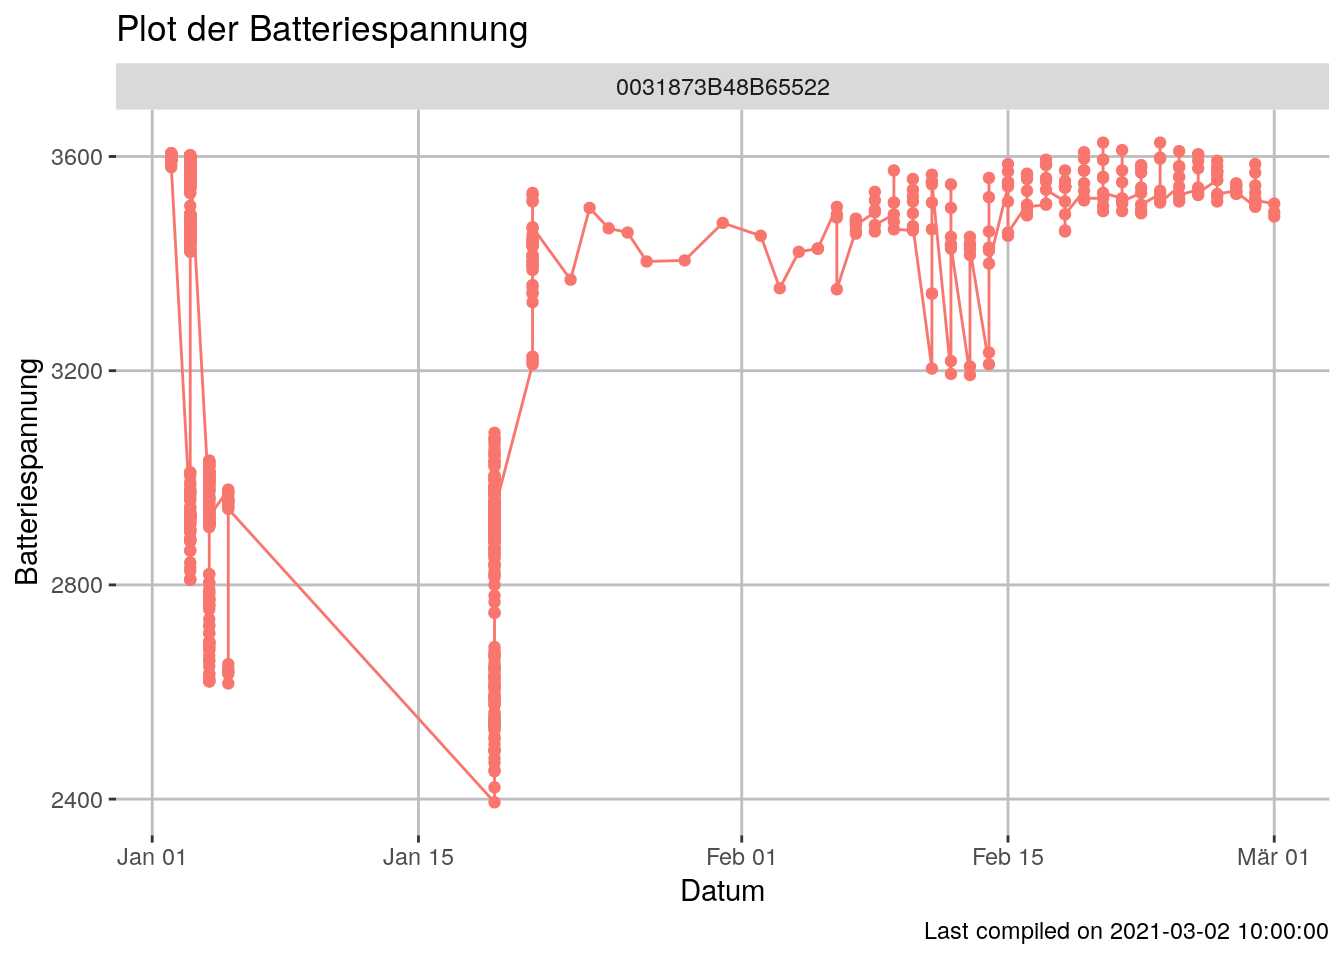 Plot der Batteriespannung
0031873B48B65522
3600
3200
2800
2400
Batteriespannung
Jan 01 Jan 15 Feb 01 Feb 15 Mär 01
Datum
Last compiled on 2021-03-02 10:00:00